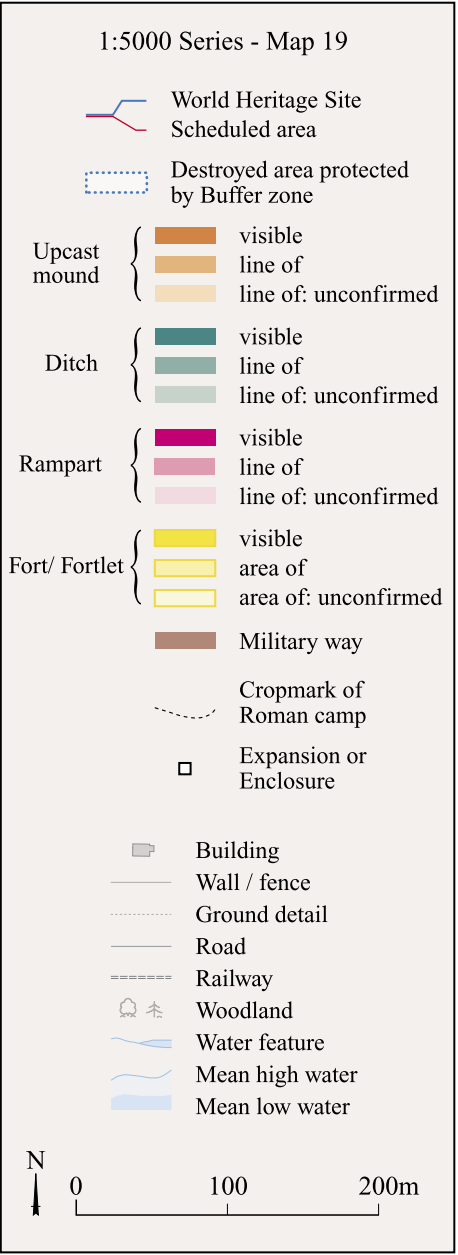 1:5000 Series - Map 19
World Heritage Site
Scheduled area
Destroyed area protected
by Buffer zone
Upcast
mound
visible
line of
line of: unconfirmed
Ditch
visible
line of
line of: unconfirmed
Rampart
visible
line of
line of: unconfirmed
Fort/ Fortlet
visible
area of
area of: unconfirmed
Military way
Cropmark of
Roman camp
Expansion or
Enclosure
Building
Wall / fence
Ground detail
Road
Railway
Woodland
Water feature
Mean high water
Mean low water
N
0 100 200m